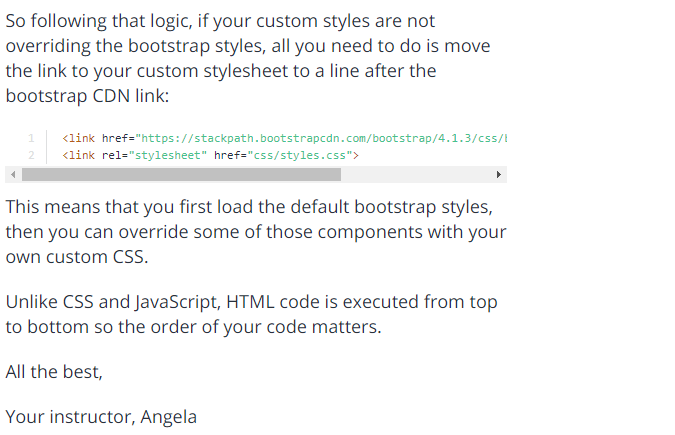 So following that logic, if your custom styles are not
overriding the bootstrap styles, all you need to do is move
the link to your custom stylesheet to a line after the
bootstrap CDN link:
1 <link href="https://stackpath.bootstrapcdn.com/bootstrap/4.1.3/css/
2 <link rel="stylesheet" href="css/styles.css">
This means that you first load the default bootstrap styles,
then you can override some of those components with your
own custom CSS.
Unlike CSS and JavaScript, HTML code is executed from top
to bottom so the order of your code matters.
All the best,
Your instructor, Angela